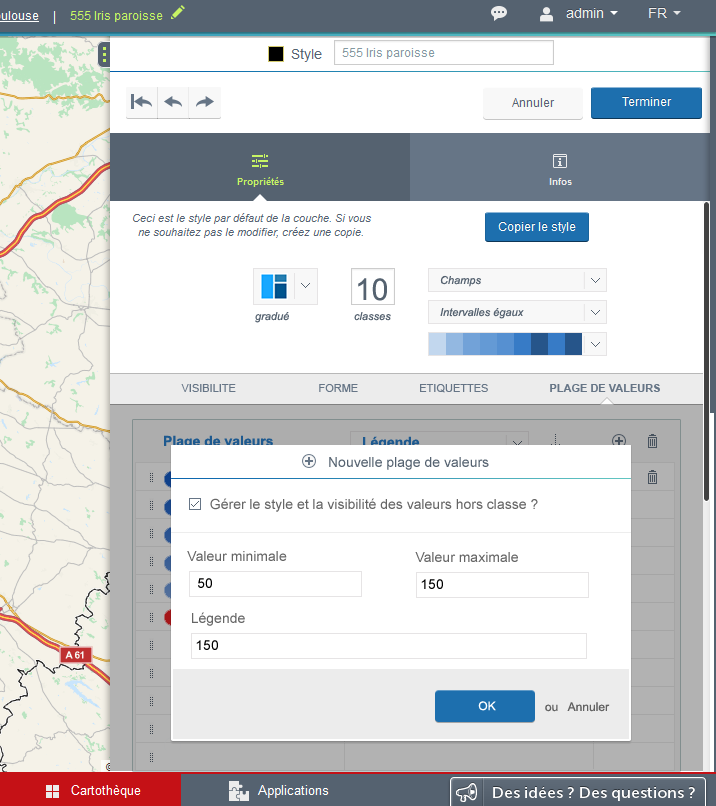 555 Iris paroisse
admin
FR
Style
555 Iris paroisse
Annuler
Terminer
Propriétés
Infos
Ceci est le style par défaut de la couche. Si vous
ne souhaitez pas le modifier, créez une copie.
Copier le style
gradué
10
classes
Champs
Intervalles égaux
VISIBILITE
FORME
ETIQUETTES
PLAGE DE VALEURS
Plage de valeurs
Légende
Nouvelle plage de valeurs
Gérer le style et la visibilité des valeurs hors classe ?
Valeur minimale
Valeur maximale
50
150
Légende
150
OK
ou
Annuler
A 61
Cartothèque
Applications
Des idées ? Des questions ?